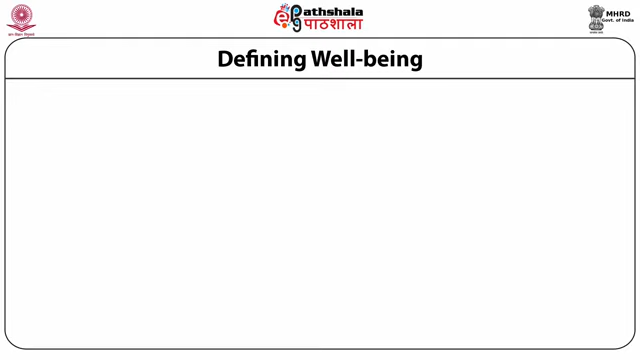 ePathshala
पाठशाला
MHRD
Govt. of India
Defining Well-being